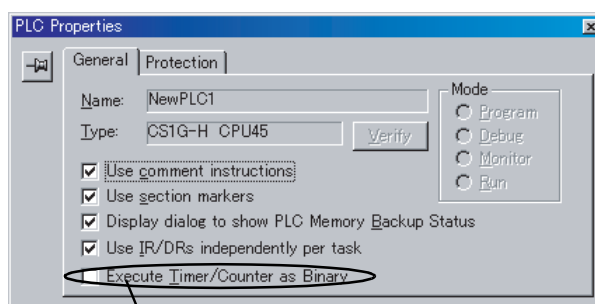 PLC Properties
General Protection
Name: NewPLC1
Type: CS1G-H CPU45 Verify
Mode
Program
Debug
Monitor
Run
Use comment instructions
Use section markers
Display dialog to show PLC Memory Backup Status
Use IR/DRs independently per task
Execute Timer/Counter as Binary